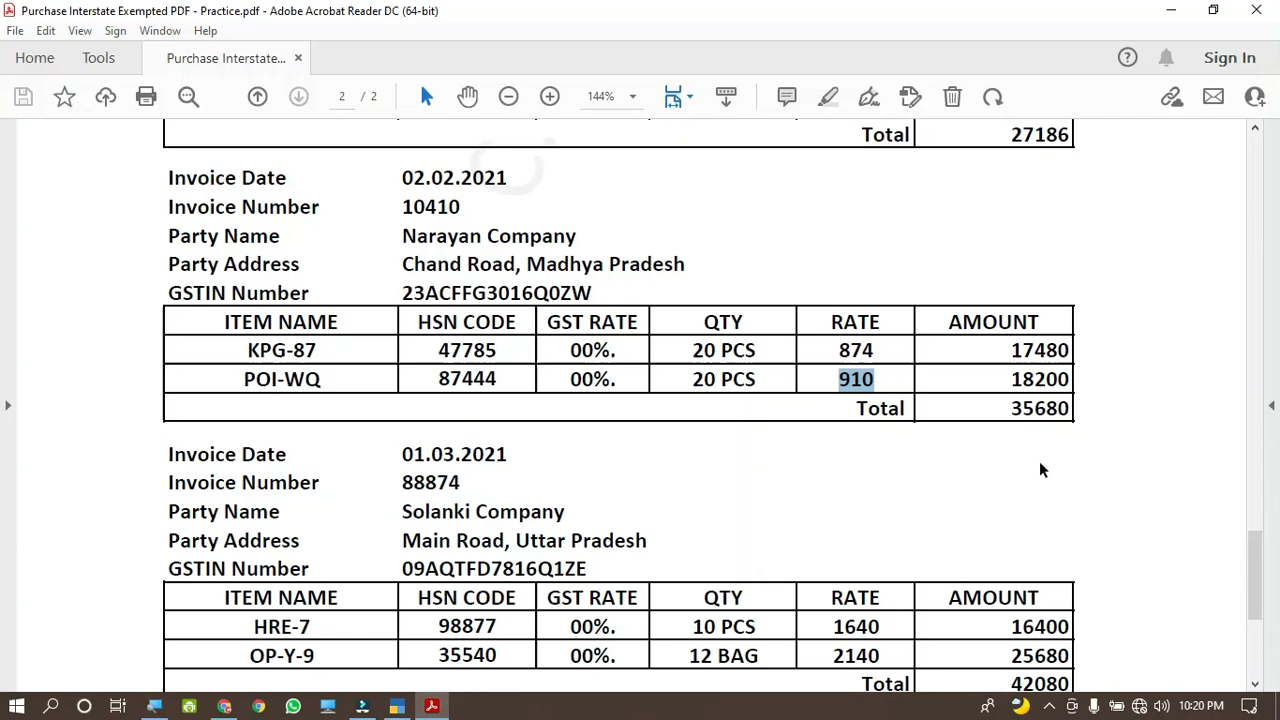 Purchase Interstate Exempted PDF - Practice.pdf - Adobe Acrobat Reader DC (64-bit)
File Edit View Sign Window Help
Home Tools Purchase Interstate... × Sign In
2 / 2 144%
Total 27186
Invoice Date 02.02.2021
Invoice Number 10410
Party Name Narayan Company
Party Address Chand Road, Madhya Pradesh
GSTIN Number 23ACFFG3016Q0ZW
ITEM NAME HSN CODE GST RATE QTY RATE AMOUNT
KPG-87 47785 00%. 20 PCS 874 17480
POI-WQ 87444 00%. 20 PCS 910 18200
Total 35680
Invoice Date 01.03.2021
Invoice Number 88874
Party Name Solanki Company
Party Address Main Road, Uttar Pradesh
GSTIN Number 09AQTFD7816Q1ZE
ITEM NAME HSN CODE GST RATE QTY RATE AMOUNT
HRE-7 98877 00%. 10 PCS 1640 16400
OP-Y-9 35540 00%. 12 BAG 2140 25680
Total 42080
10:20 PM